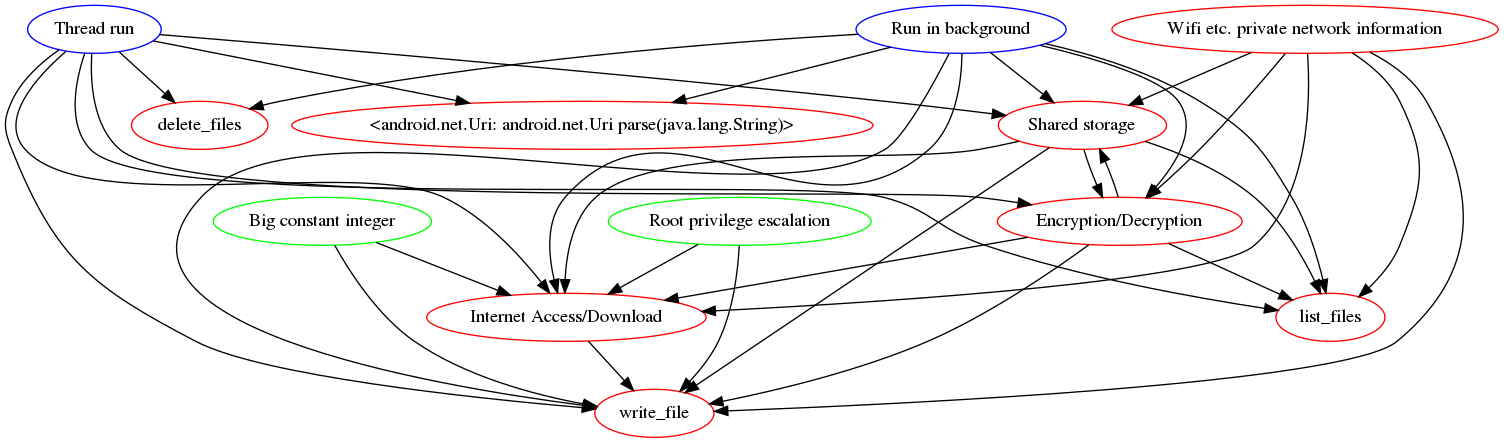 Thread run
Run in background
Wifi etc. private network information
delete_files
<android.net.Uri: android.net.Uri parse(java.lang.String)>
Shared storage
Big constant integer
Root privilege escalation
Encryption/Decryption
Internet Access/Download
list_files
write_file